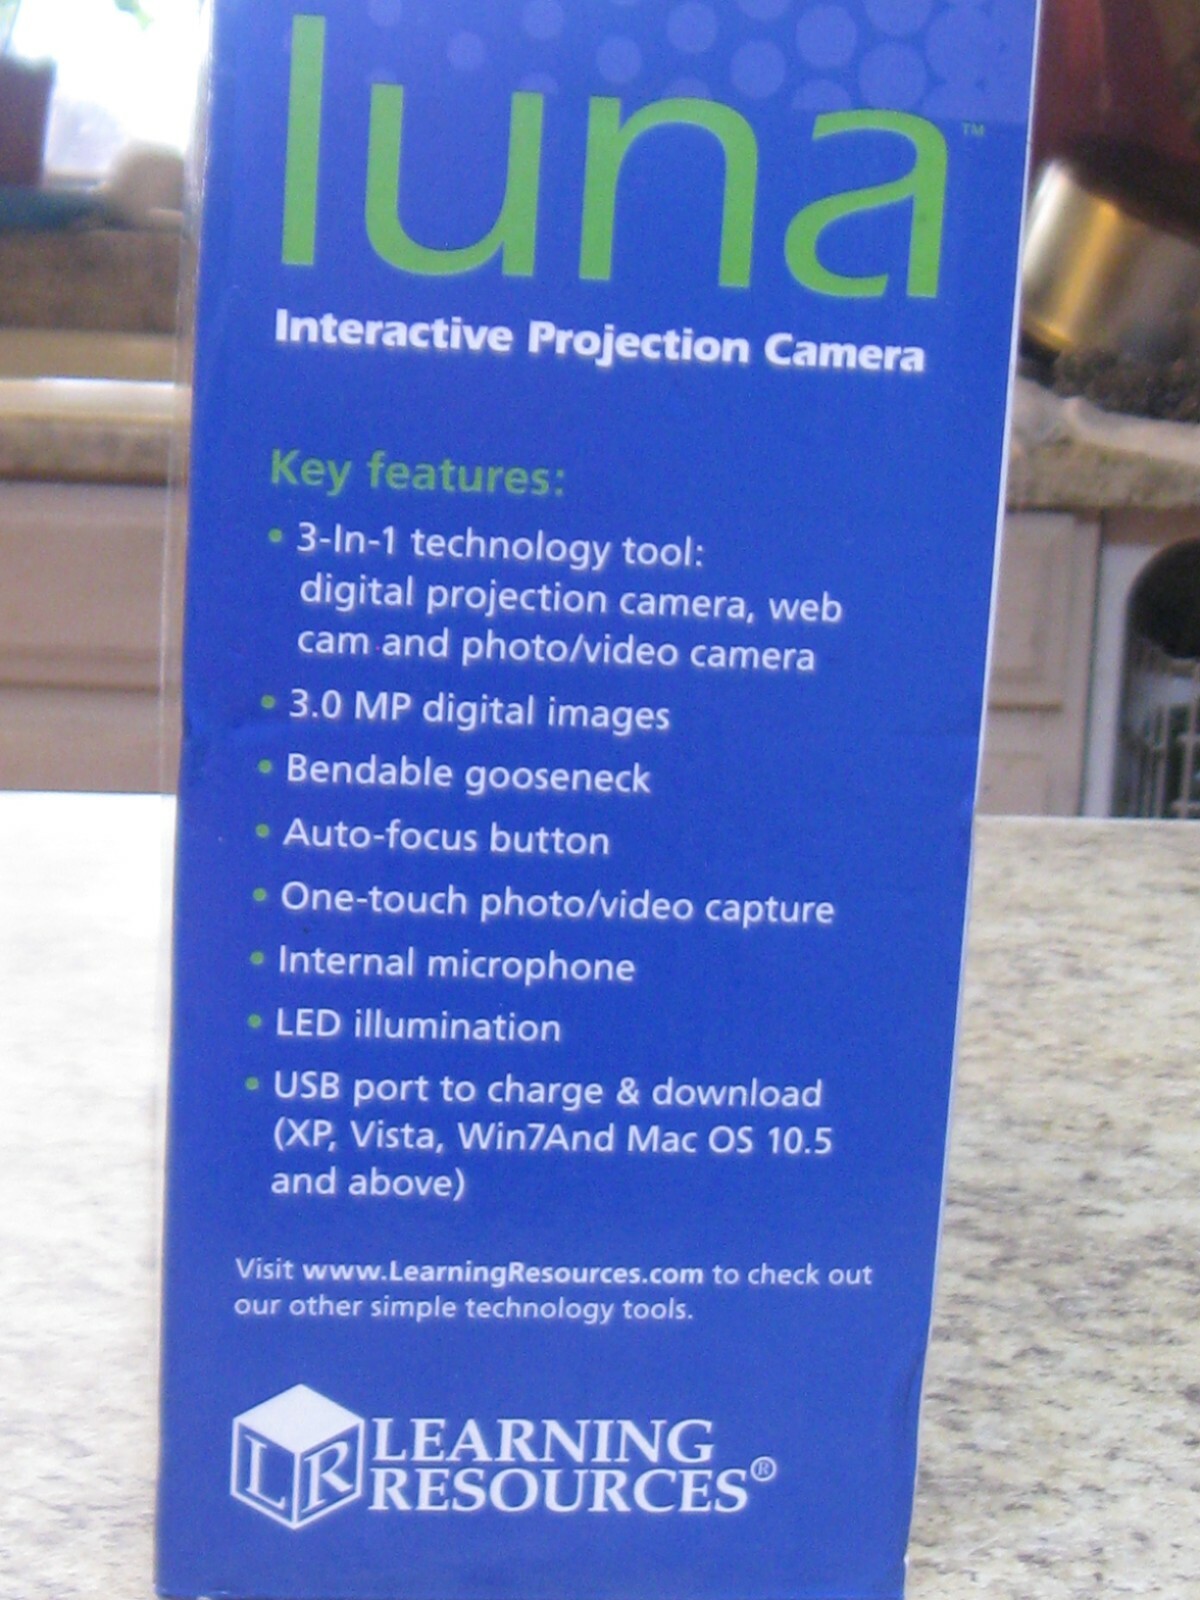 luna™
Interactive Projection Camera
Key features:
• 3-In-1 technology tool:
digital projection camera, web
cam and photo/video camera
• 3.0 MP digital images
• Bendable gooseneck
• Auto-focus button
• One-touch photo/video capture
• Internal microphone
• LED illumination
• USB port to charge & download
(XP, Vista, Win7And Mac OS 10.5
and above)
Visit www.LearningResources.com to check out
our other simple technology tools.
LR LEARNING
RESOURCES®